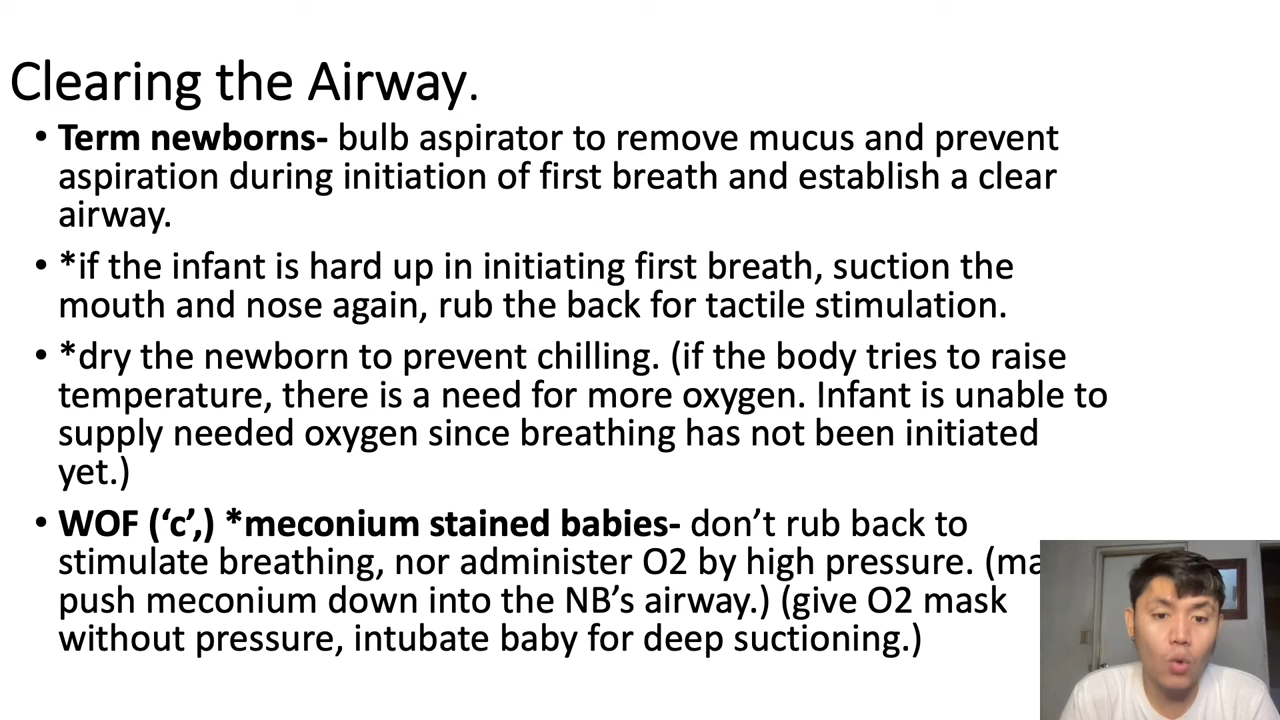 Clearing the Airway.
• Term newborns- bulb aspirator to remove mucus and prevent
aspiration during initiation of first breath and establish a clear
airway.
• *if the infant is hard up in initiating first breath, suction the
mouth and nose again, rub the back for tactile stimulation.
• *dry the newborn to prevent chilling. (if the body tries to raise
temperature, there is a need for more oxygen. Infant is unable to
supply needed oxygen since breathing has not been initiated
yet.)
• WOF (‘c’,) *meconium stained babies- don’t rub back to
stimulate breathing, nor administer O2 by high pressure.
push meconium down into the NB’s airway.) (give O2 mask
without pressure, intubate baby for deep suctioning.)